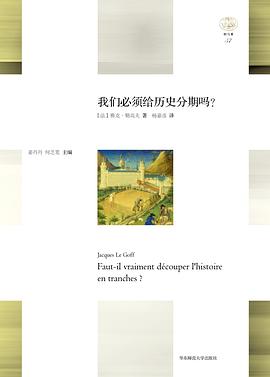 57
我们必须给历史分期吗？
［法］雅克·勒高夫 著 杨嘉彦 译
姜丹丹 何乏笔 主编
Jacques Le Goff
Faut-il vraiment découper l'histoire
en tranches ?
华东师范大学出版社